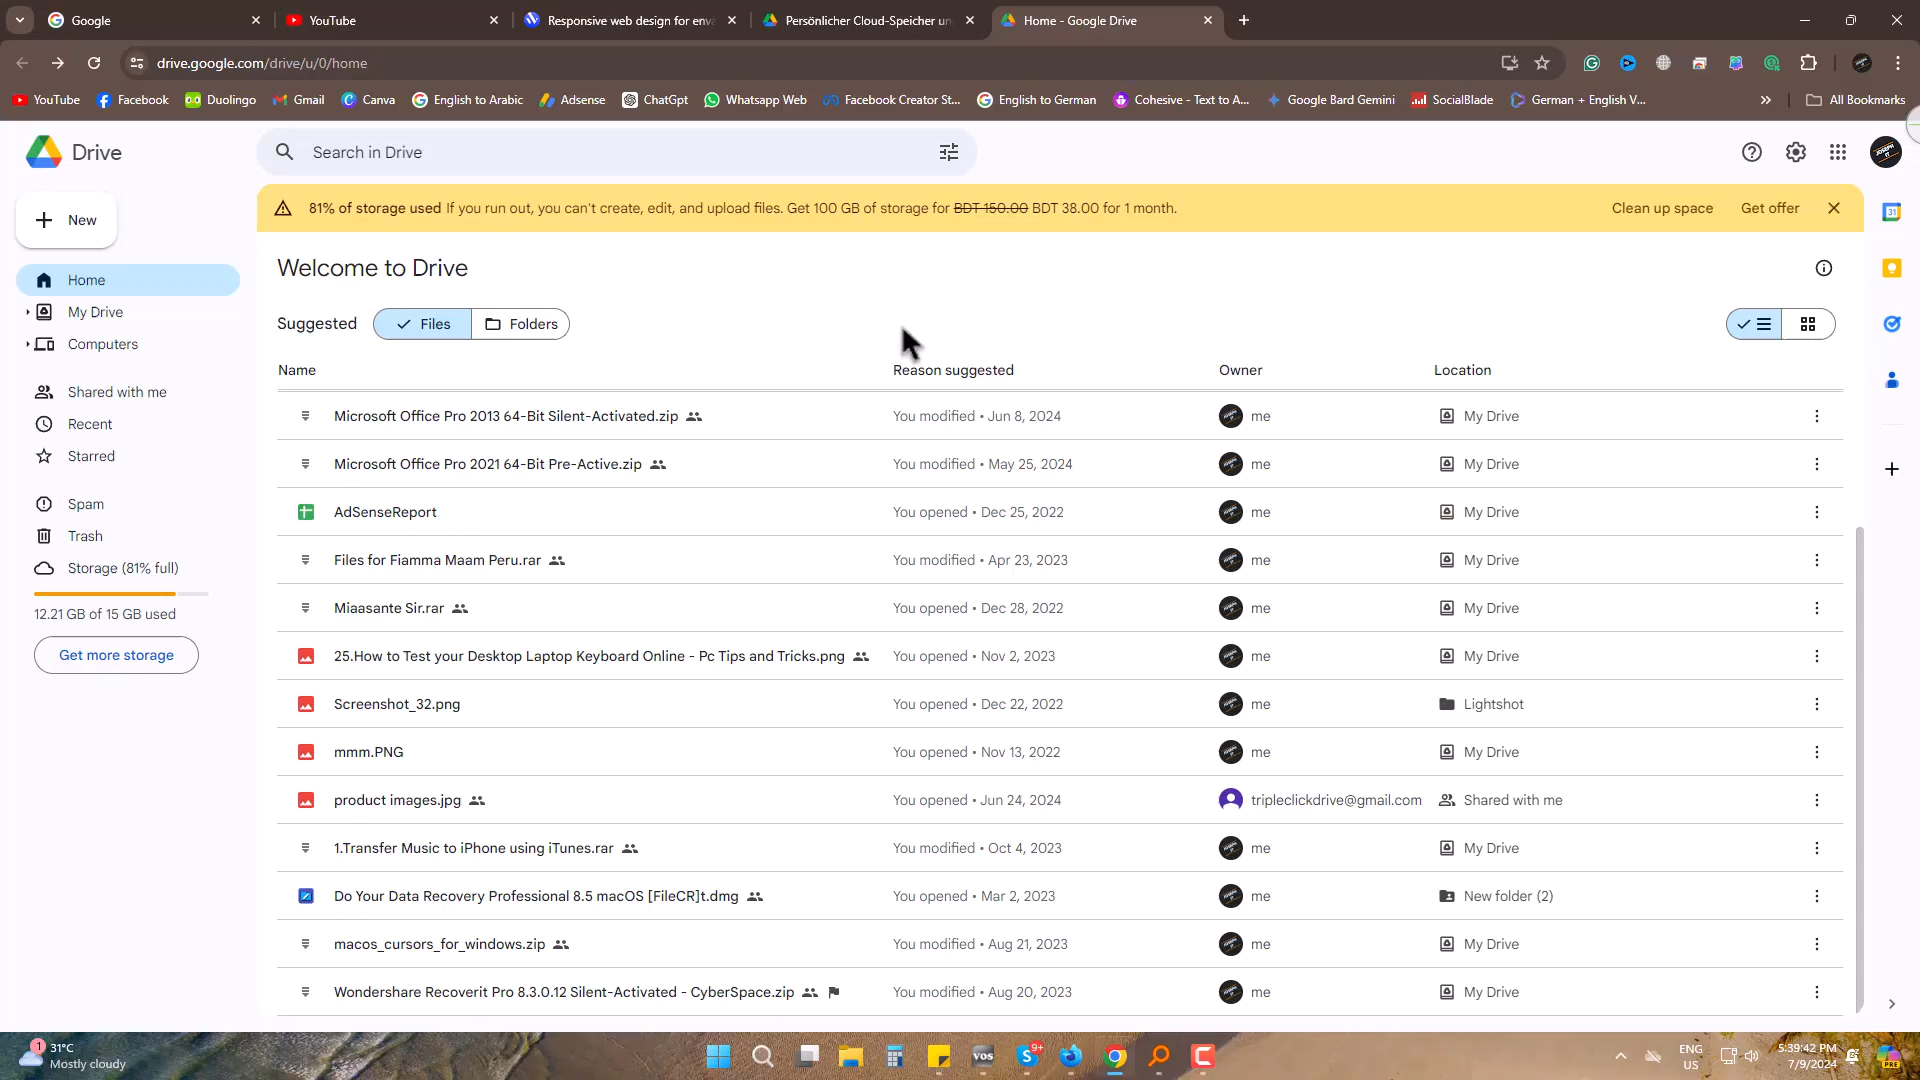 Google
YouTube
Responsive web design for env
Persönlicher Cloud-Speicher un
Home - Google Drive
drive.google.com/drive/u/0/home
YouTube
Facebook
Duolingo
Gmail
Canva
English to Arabic
Adsense
ChatGpt
Whatsapp Web
Facebook Creator St...
English to German
Cohesive - Text to A...
Google Bard Gemini
SocialBlade
German + English V...
All Bookmarks
Drive
Search in Drive
New
81% of storage used If you run out, you can't create, edit, and upload files. Get 100 GB of storage for BDT 150.00 BDT 38.00 for 1 month.
Clean up space
Get offer
Home
My Drive
Computers
Shared with me
Recent
Starred
Spam
Trash
Storage (81% full)
12.21 GB of 15 GB used
Get more storage
Welcome to Drive
Suggested
Files
Folders
Name Reason suggested Owner Location
Microsoft Office Pro 2013 64-Bit Silent-Activated.zip You modified • Jun 8, 2024 me My Drive
Microsoft Office Pro 2021 64-Bit Pre-Active.zip You modified • May 25, 2024 me My Drive
AdSenseReport You opened • Dec 25, 2022 me My Drive
Files for Fiamma Maam Peru.rar You modified • Apr 23, 2023 me My Drive
Miaasante Sir.rar You opened • Dec 28, 2022 me My Drive
25.How to Test your Desktop Laptop Keyboard Online - Pc Tips and Tricks.png You opened • Nov 2, 2023 me My Drive
Screenshot_32.png You opened • Dec 22, 2022 me Lightshot
mmm.PNG You opened • Nov 13, 2022 me My Drive
product images.jpg You opened • Jun 24, 2024 tripleclickdrive@gmail.com Shared with me
1.Transfer Music to iPhone using iTunes.rar You modified • Oct 4, 2023 me My Drive
Do Your Data Recovery Professional 8.5 macOS [FileCR]t.dmg You opened • Mar 2, 2023 me New folder (2)
macos_cursors_for_windows.zip You modified • Aug 21, 2023 me My Drive
Wondershare Recoverit Pro 8.3.0.12 Silent-Activated - CyberSpace.zip You modified • Aug 20, 2023 me My Drive
31
1
31°C
Mostly cloudy
VOS
9+
ENG
US
5:39:42 PM
7/9/2024
PRE